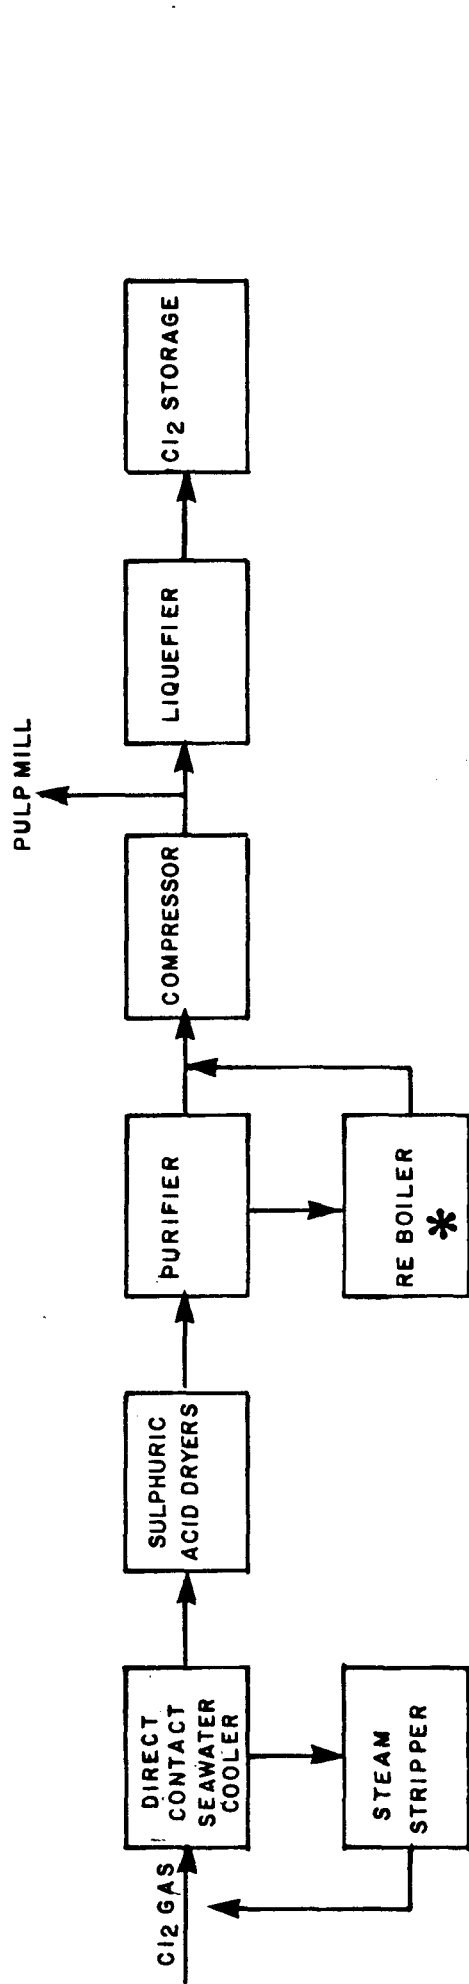 Cl2 GAS
DIRECT
CONTACT
SEAWATER
COOLER
STEAM
STRIPPER
SULPHURIC
ACID DRYERS
PURIFIER
RE BOILER
*
COMPRESSOR
PULP MILL
LIQUEFIER
Cl2 STORAGE